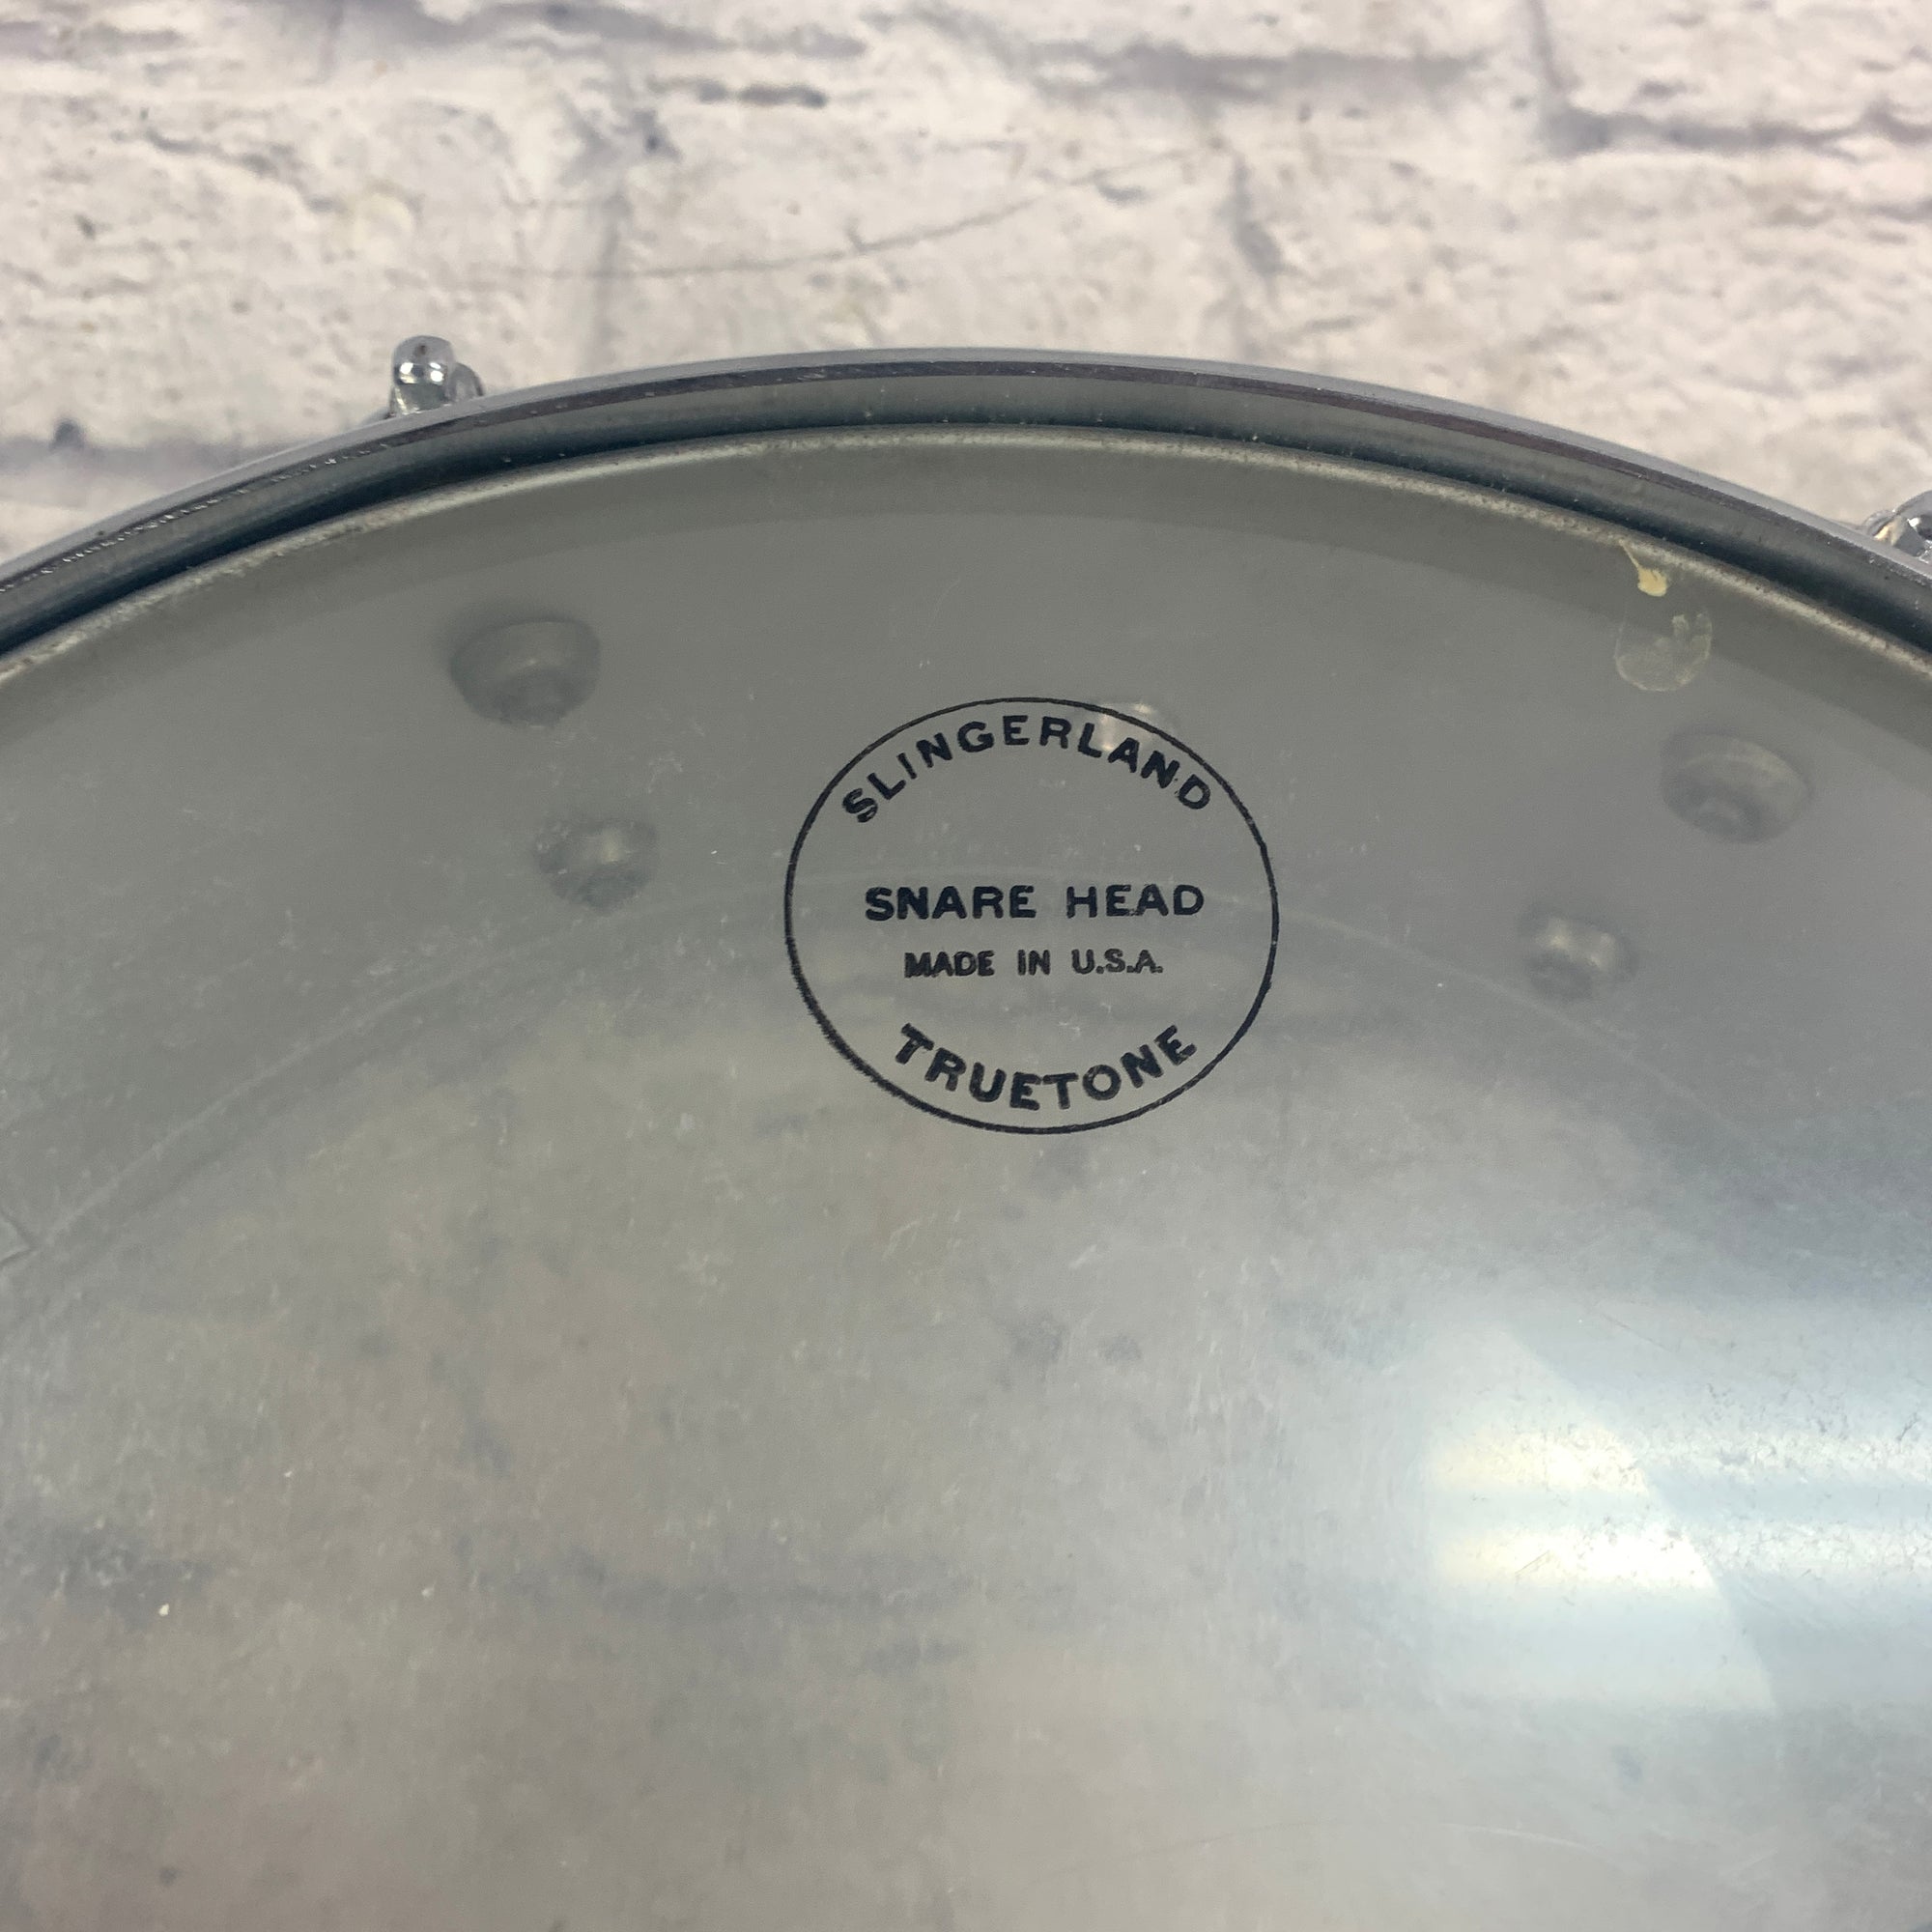 SLINGERLAND
SNARE HEAD
MADE IN U.S.A.
TRUETONE